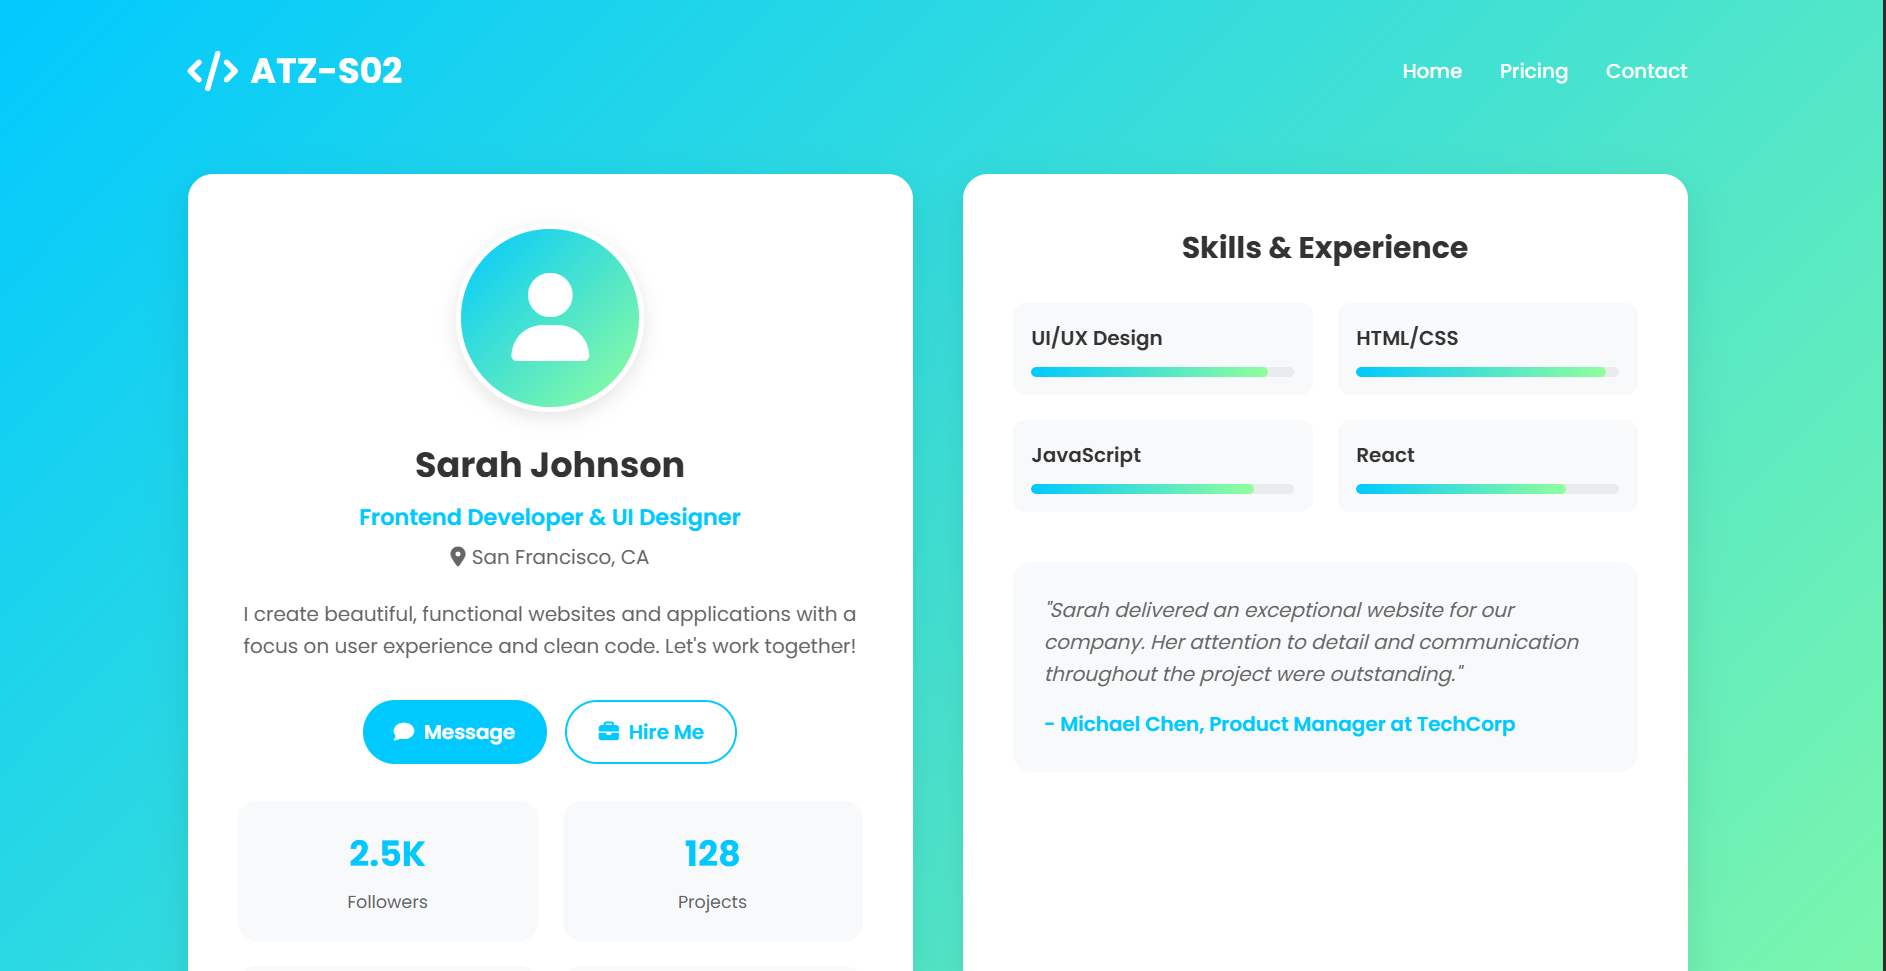 ATZ-S02
Home
Pricing
Contact
Sarah Johnson
Frontend Developer & UI Designer
San Francisco, CA
I create beautiful, functional websites and applications with a
focus on user experience and clean code. Let's work together!
Message
Hire Me
2.5K
Followers
128
Projects
Skills & Experience
UI/UX Design
HTML/CSS
JavaScript
React
"Sarah delivered an exceptional website for our
company. Her attention to detail and communication
throughout the project were outstanding."
- Michael Chen, Product Manager at TechCorp